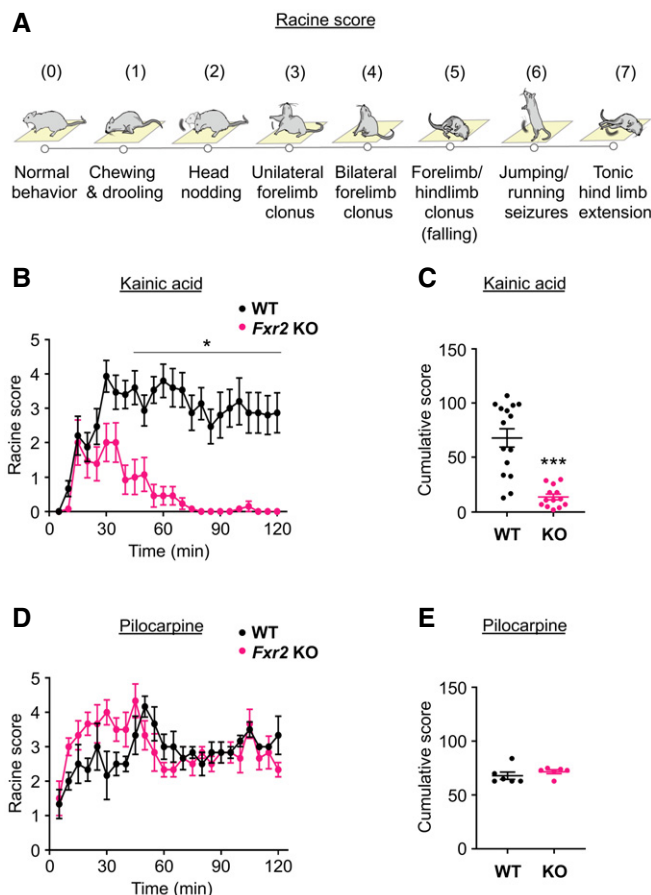 A
Racine score
(0) (1) (2) (3) (4) (5) (6) (7)
Normal Chewing Head Unilateral Bilateral Forelimb/ Jumping/ Tonic
behavior & drooling nodding forelimb forelimb hindlimb running hind limb
clonus clonus clonus seizures extension
(falling)
B
Kainic acid
WT
Fxr2 KO
*
5
4
3
2
1
0
Racine score
0 30 60 90 120
Time (min)
C
Kainic acid
150
100
50
0
Cumulative score
***
WT KO
D
Pilocarpine
WT
Fxr2 KO
5
4
3
2
1
0
Racine score
0 30 60 90 120
Time (min)
E
Pilocarpine
150
100
50
0
Cumulative score
WT KO